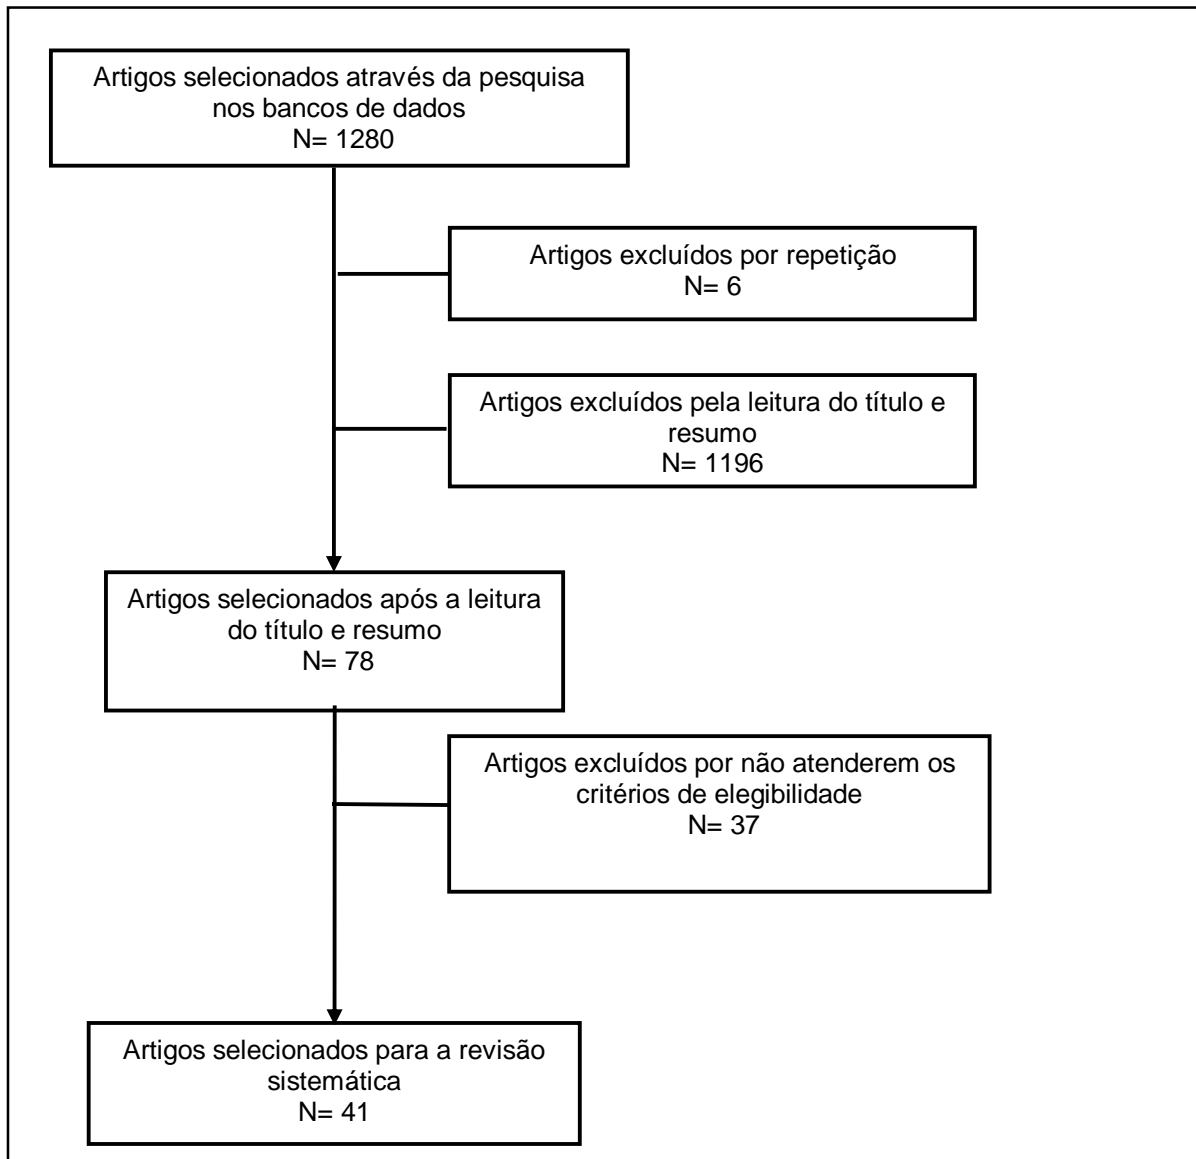 Artigos selecionados através da pesquisa
nos bancos de dados
N= 1280
Artigos excluídos por repetição
N= 6
Artigos excluídos pela leitura do título e
resumo
N= 1196
Artigos selecionados após a leitura
do título e resumo
N= 78
Artigos excluídos por não atenderem os
critérios de elegibilidade
N= 37
Artigos selecionados para a revisão
sistemática
N= 41